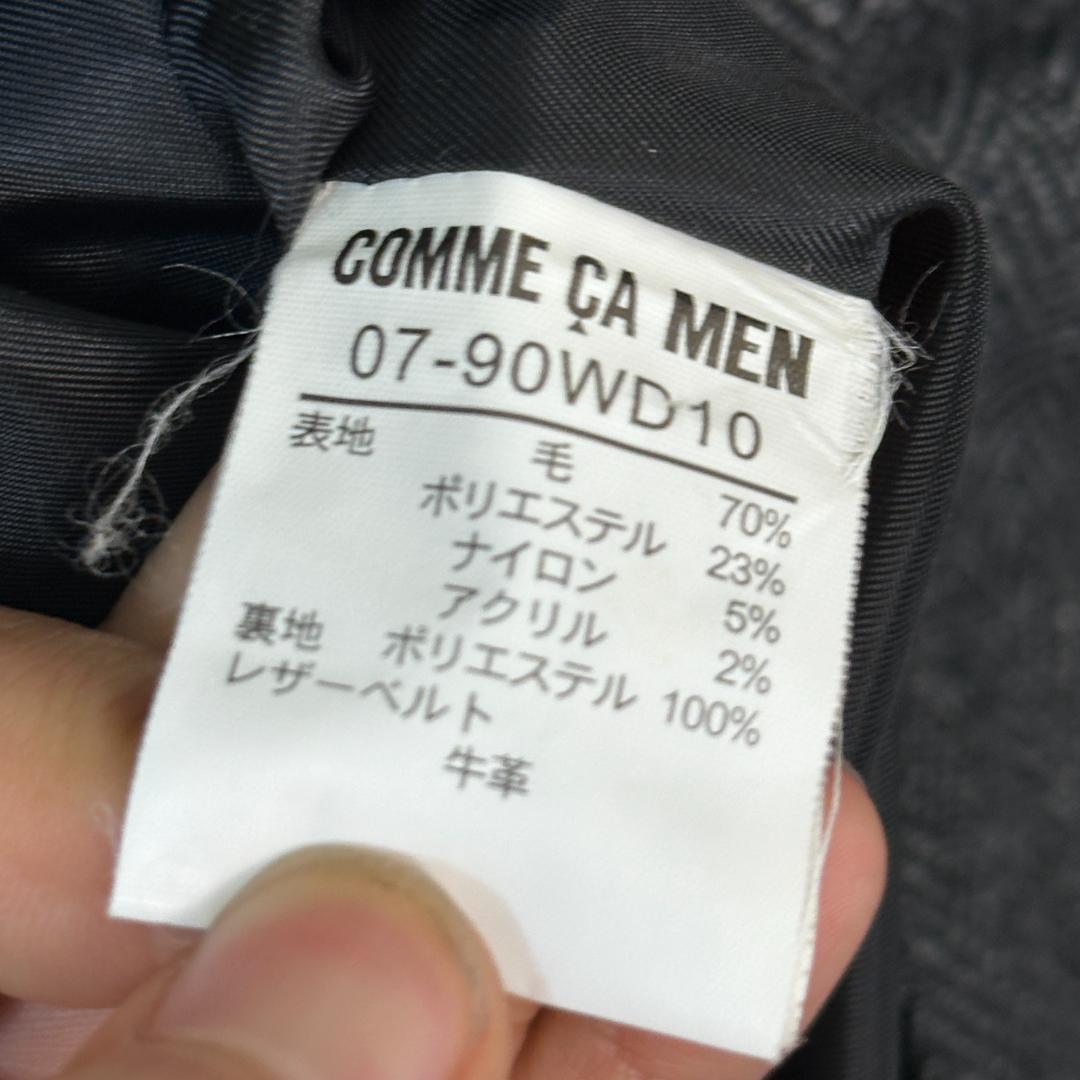 COMME ÇA MEN
07-90WD10
表地 毛 70%
ポリエステル 23%
ナイロン 5%
アクリル 2%
裏地 ポリエステル 100%
レザーベルト
牛革